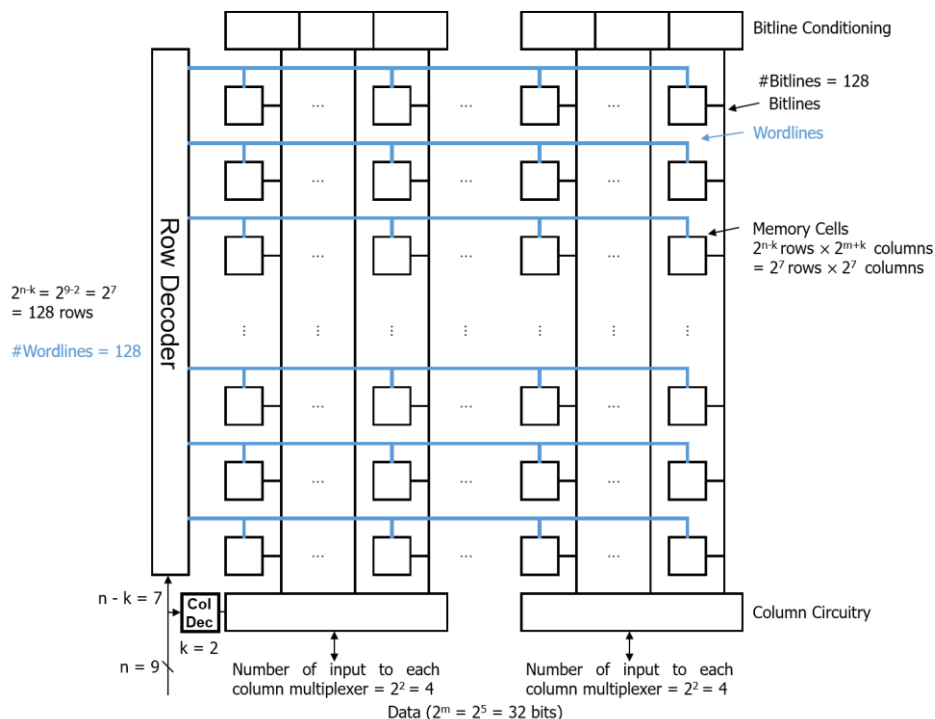 Bitline Conditioning
#Bitlines = 128
Bitlines
Wordlines
Row Decoder
Memory Cells
2ⁿ⁻ᵏ rows × 2ᵐ⁺ᵏ columns
= 2⁷ rows × 2⁷ columns
2ⁿ⁻ᵏ = 2⁹⁻² = 2⁷
= 128 rows
#Wordlines = 128
... ... ... ...
... ... ... ...
... ... ... ...
⋮ ⋮ ⋮ ⋮
... ... ... ...
... ... ... ...
... ... ... ...
n - k = 7
Col
Dec
Column Circuitry
k = 2
n = 9
Number of input to each
column multiplexer = 2² = 4
Number of input to each
column multiplexer = 2² = 4
Data (2ᵐ = 2⁵ = 32 bits)